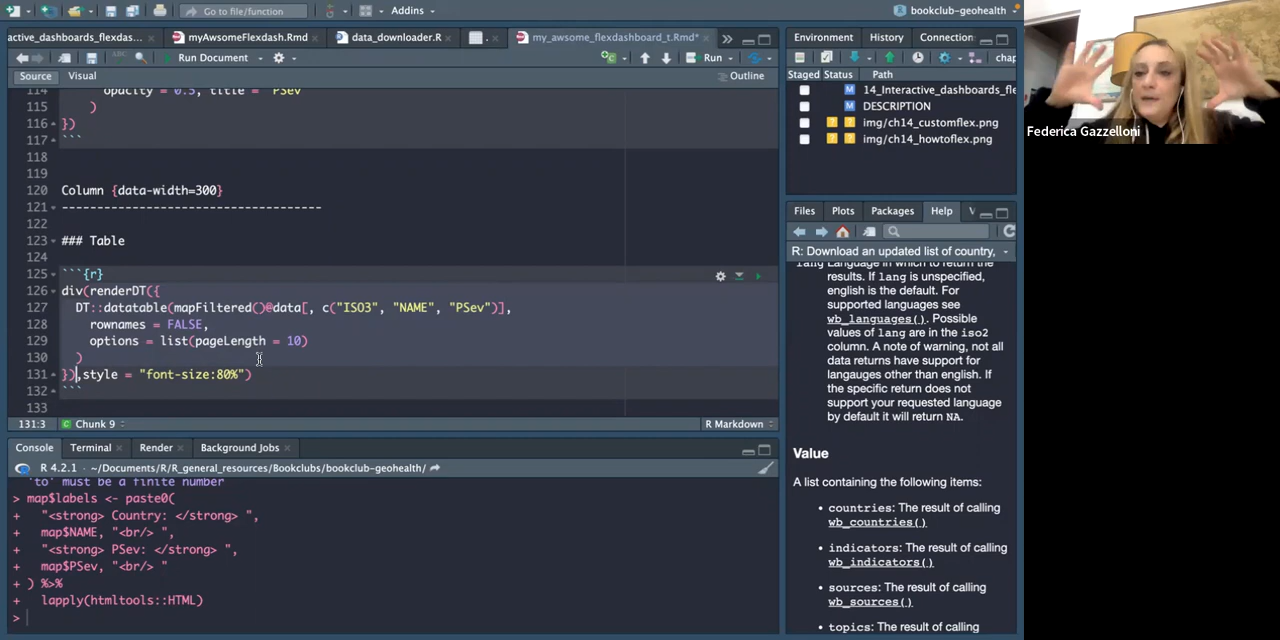 Go to file/function
Addins
bookclub-geohealth
active_dashboards_flexdas...
myAwsomeFlexdash.Rmd
data_downloader.R
my_awsome_flexdashboard_t.Rmd*
Run Document
Run
Source
Visual
Outline
114 opacity = 0.5, title = "PSev"
115 )
116 })
117 ```
118
119
120 Column {data-width=300}
121 -------------------------------------
122
123 ### Table
124
125 ```{r}
126 div(renderDT({
127 DT::datatable(mapFiltered()@data[, c("ISO3", "NAME", "PSev")],
128 rownames = FALSE,
129 options = list(pageLength = 10)
130 )
131 }),style = "font-size:80%")
132 ```
133
131:3
Chunk 9
R Markdown
Console
Terminal
Render
Background Jobs
R 4.2.1 · ~/Documents/R/R_general_resources/Bookclubs/bookclub-geohealth/
'to' must be a finite number
> map$labels <- paste0(
+ "<strong> Country: </strong> ",
+ map$NAME, "<br/> ",
+ "<strong> PSev: </strong> ",
+ map$PSev, "<br/> "
+ ) %>%
+ lapply(htmltools::HTML)
>
Environment
History
Connection
chap
Staged
Status
Path
M 14_Interactive_dashboards_fle
M DESCRIPTION
? ? img/ch14_customflex.png
? ? img/ch14_howtoflex.png
Files
Plots
Packages
Help
V
R: Download an updated list of country,
lang Language in which to return the
results. If lang is unspecified,
english is the default. For
supported languages see
wb_languages(). Possible
values of lang are in the iso2
column. A note of warning, not all
data returns have support for
langauges other than english. If
the specific return does not
support your requested language
by default it will return NA.
Value
A list containing the following items:
• countries: The result of calling
wb_countries()
• indicators: The result of calling
wb_indicators()
• sources: The result of calling
wb_sources()
• topics: The result of calling
Federica Gazzelloni